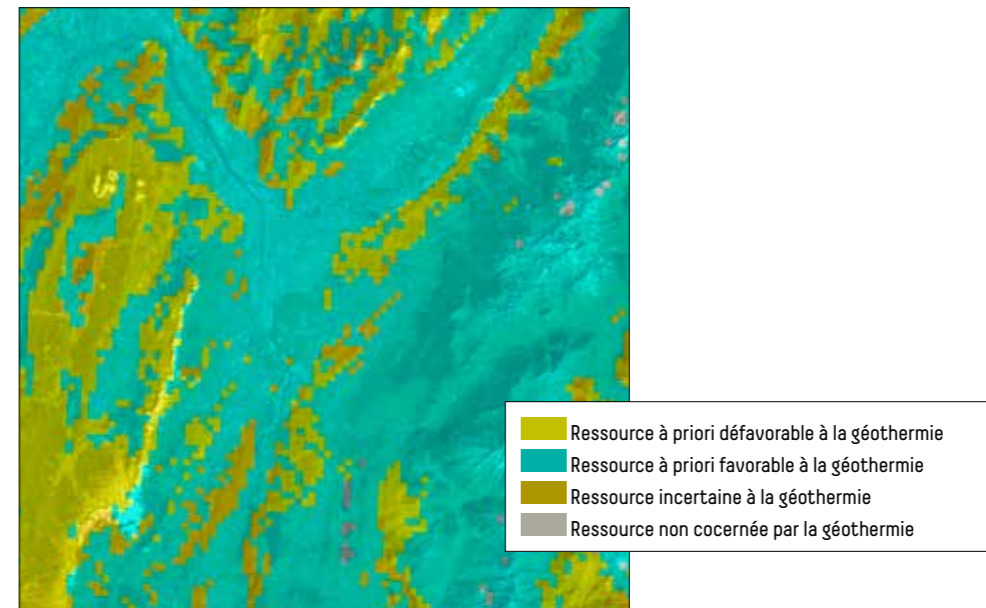 Ressource à priori défavorable à la géothermie
Ressource à priori favorable à la géothermie
Ressource incertaine à la géothermie
Ressource non cocernée par la géothermie